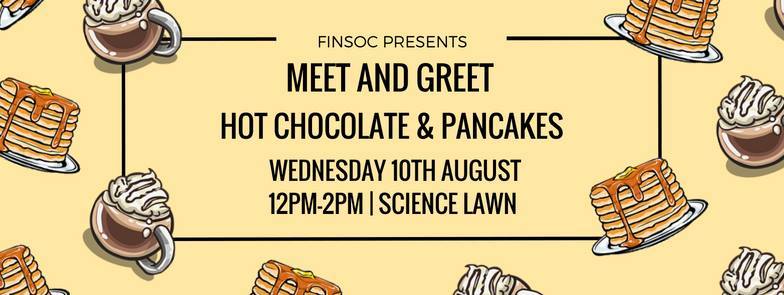 FINSOC PRESENTS
MEET AND GREET
HOT CHOCOLATE & PANCAKES
WEDNESDAY 10TH AUGUST
12PM-2PM | SCIENCE LAWN